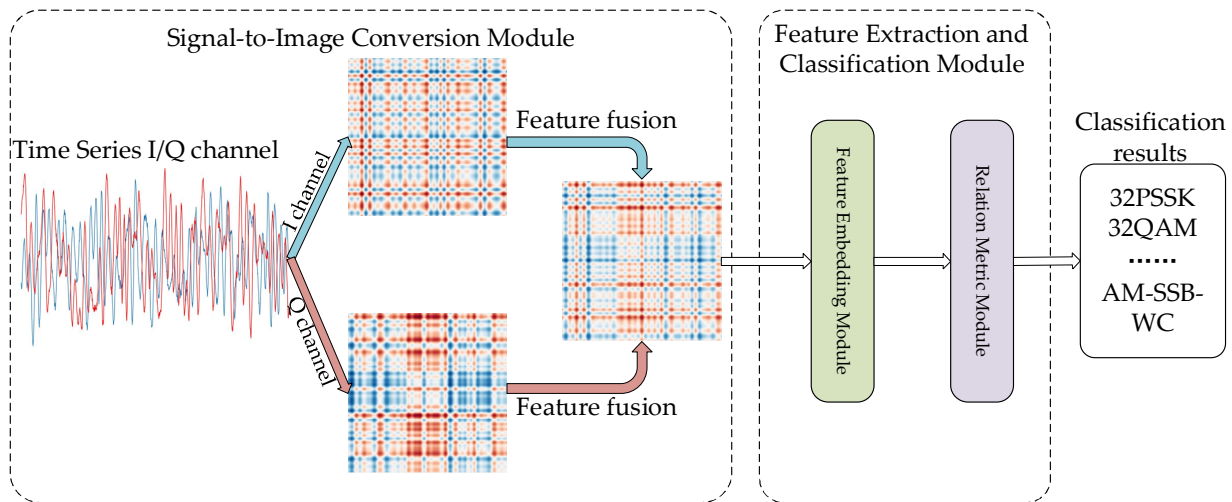 Signal-to-Image Conversion Module
Time Series I/Q channel
I channel
Q channel
Feature fusion
Feature fusion
Feature Extraction and
Classification Module
Feature Embedding Module
Relation Metric Module
Classification
results
32PSSK
32QAM
......
AM-SSB-
WC